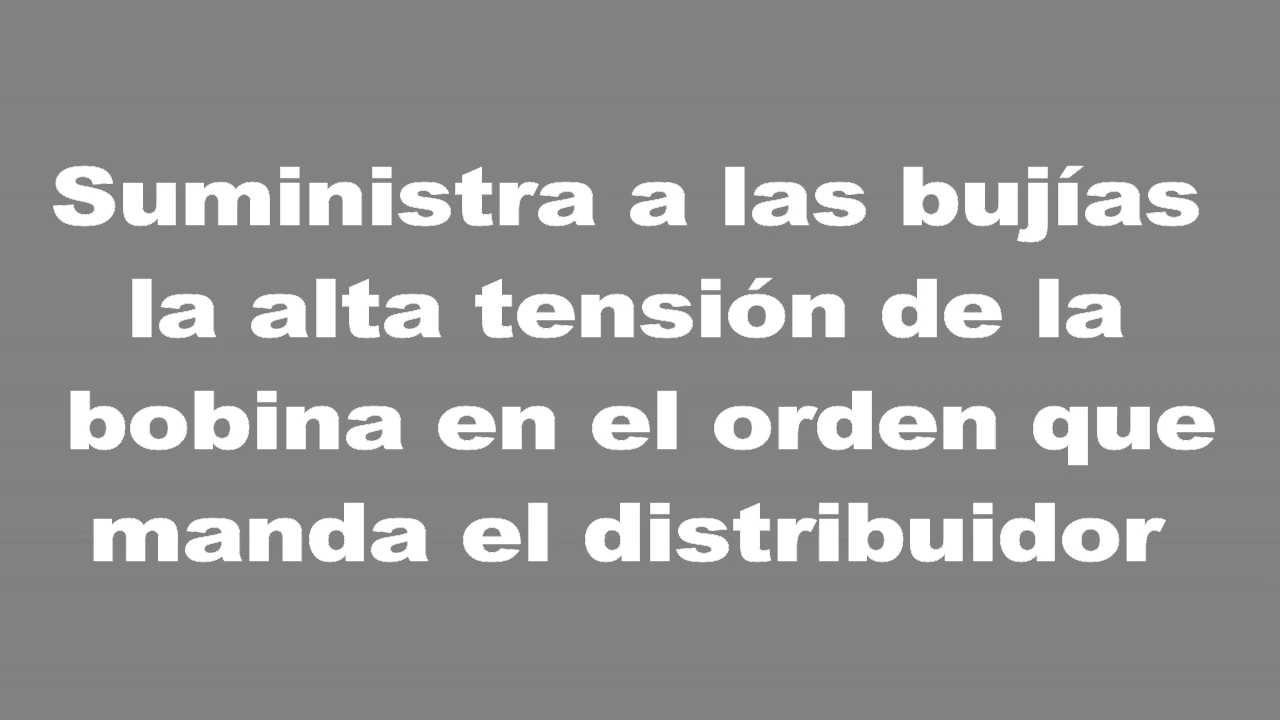 Suministra a las bujías
la alta tensión de la
bobina en el orden que
manda el distribuidor